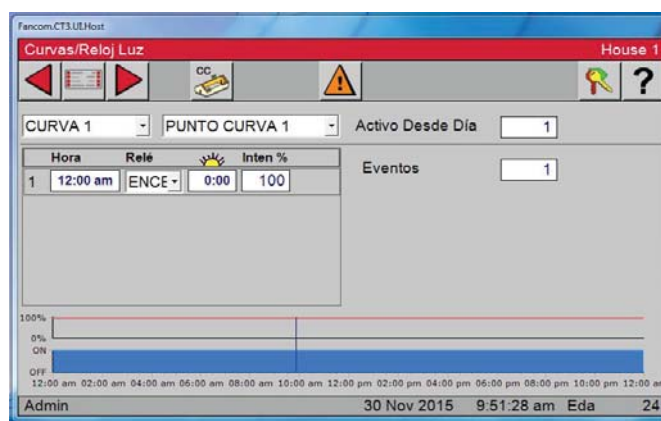 Fancom.CT3.UI.Host
Curvas/Reloj Luz House 1
CC ?
CURVA 1 PUNTO CURVA 1 Activo Desde Día 1
Hora Relé Inten %
1 12:00 am ENCE 0:00 100
Eventos 1
100%
0%
ON
OFF
12:00 am 02:00 am 04:00 am 06:00 am 08:00 am 10:00 am 12:00 pm 02:00 pm 04:00 pm 06:00 pm 08:00 pm 10:00 pm 12:00 a
Admin 30 Nov 2015 9:51:28 am Eda 24